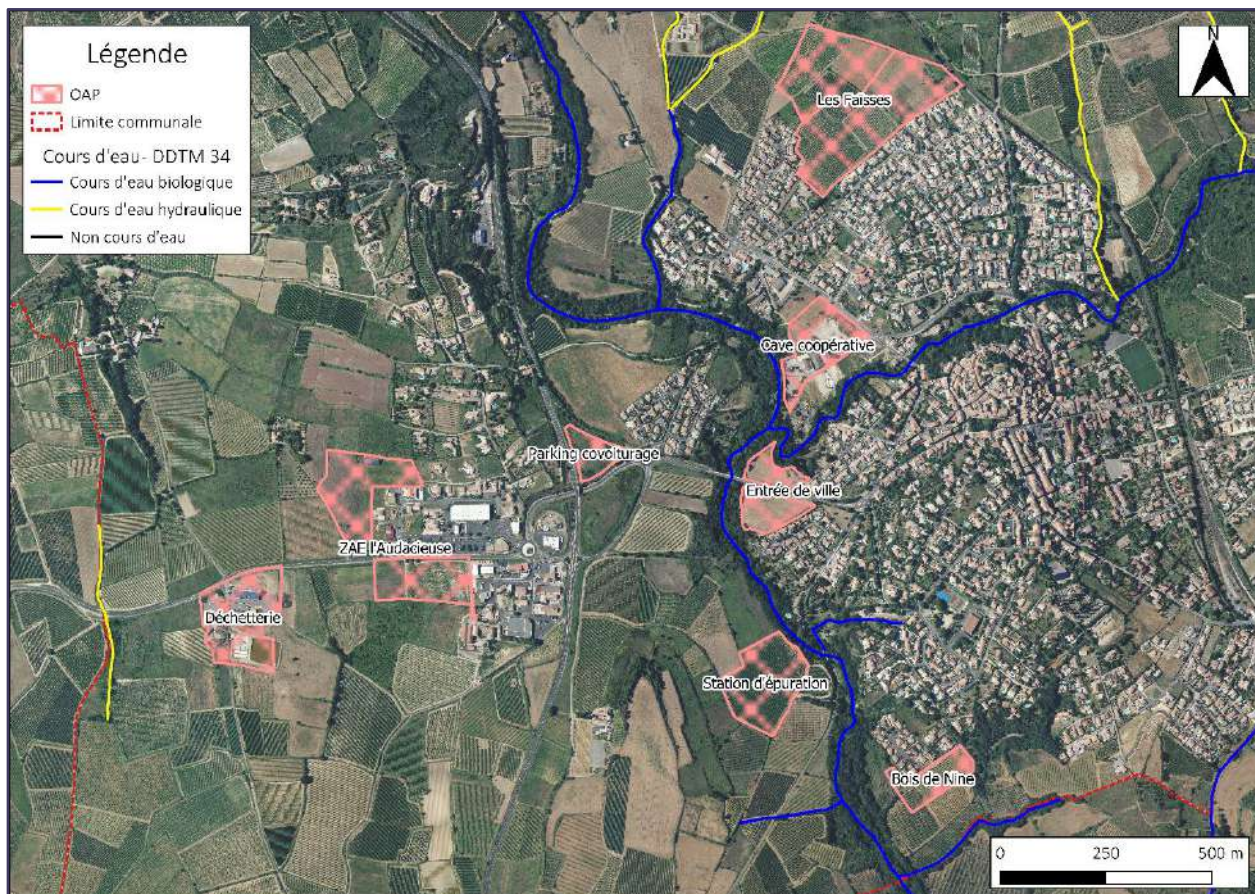 Légende
OAP
Limite communale
Cours d'eau- DDTM 34
Cours d'eau biologique
Cours d'eau hydraulique
Non cours d'eau
N
Les Faisses
Cave coopérative
Parking covoiturage
Entrée de ville
ZAE l'Audacieuse
Déchetterie
Station d'épuration
Bois de Nine
0 250 500 m